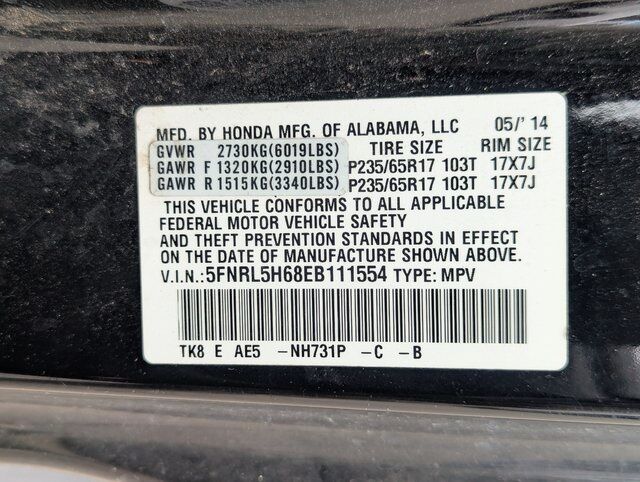 MFD. BY HONDA MFG. OF ALABAMA, LLC 05/'14
GVWR 2730KG(6019LBS) TIRE SIZE RIM SIZE
GAWR F 1320KG(2910LBS) P235/65R17 103T 17X7J
GAWR R 1515KG(3340LBS) P235/65R17 103T 17X7J
THIS VEHICLE CONFORMS TO ALL APPLICABLE
FEDERAL MOTOR VEHICLE SAFETY
AND THEFT PREVENTION STANDARDS IN EFFECT
ON THE DATE OF MANUFACTURE SHOWN ABOVE.
V.I.N.:5FNRL5H68EB111554 TYPE: MPV
TK8 E AE5 -NH731P -C -B